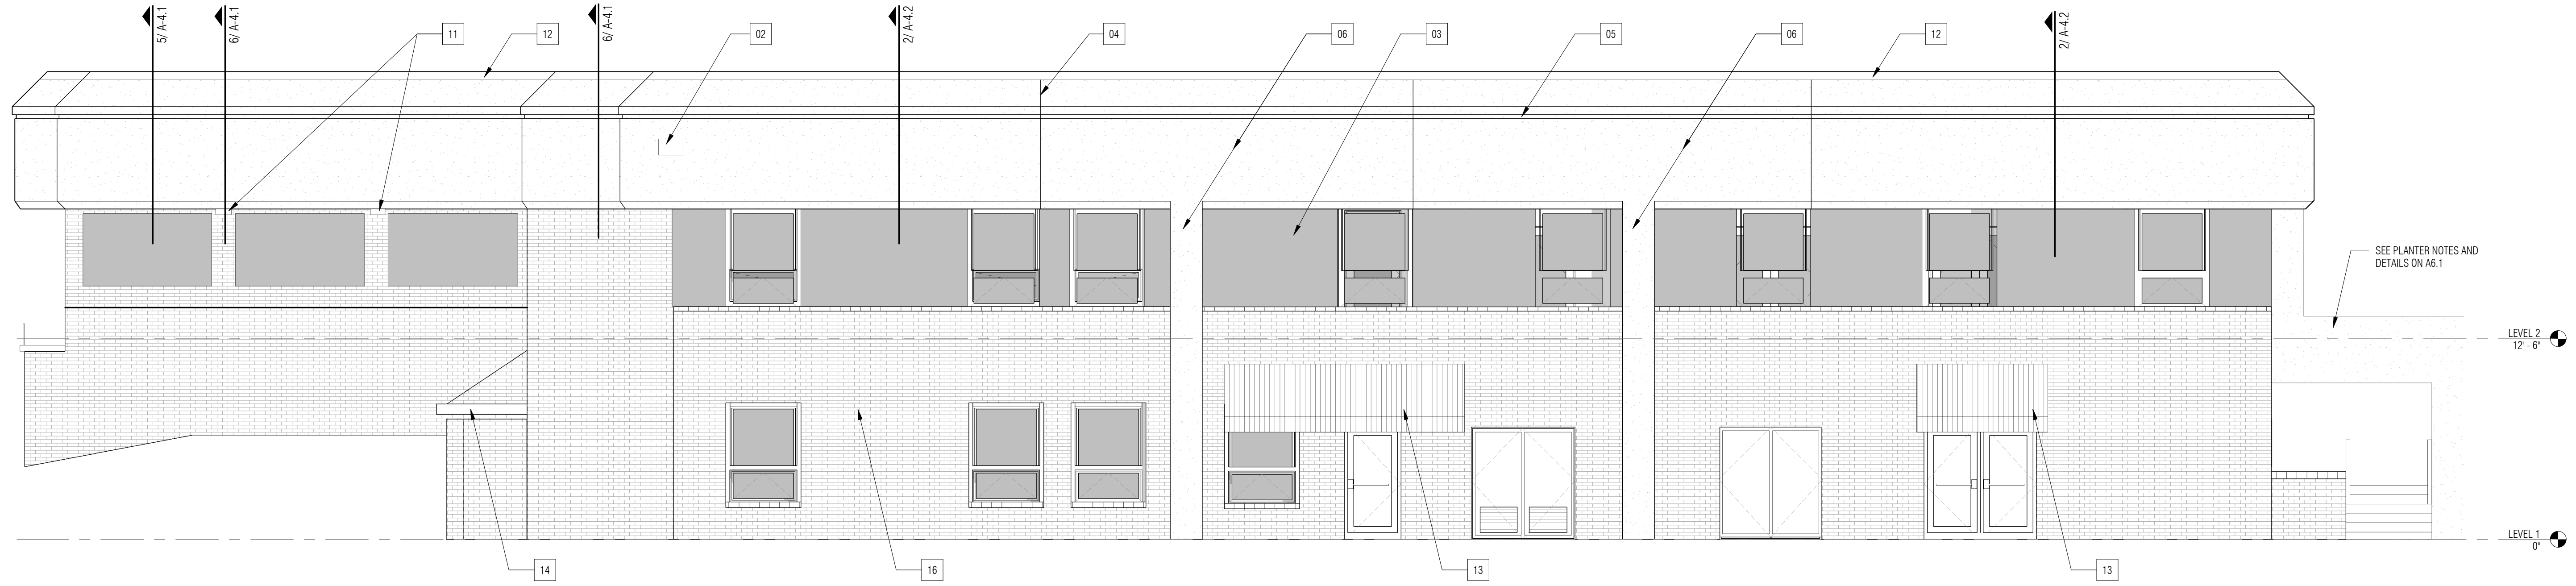 5/ A-4.1
6/ A-4.1
11
12
6/ A-4.1
02
2/ A-4.2
04
06
03
05
06
12
2/ A-4.2
SEE PLANTER NOTES AND
DETAILS ON A6.1
LEVEL 2
12' - 6"
LEVEL 1
0"
14
16
13
13